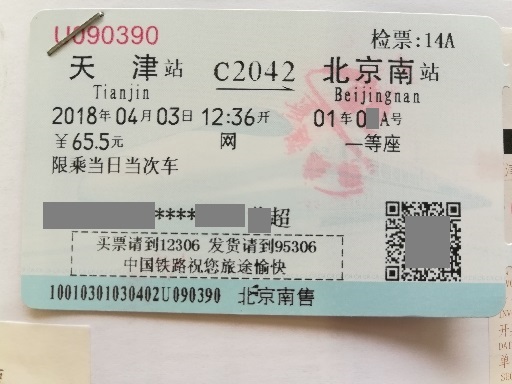 U090390
检票:14A
天津站 C2042 北京南站
Tianjin Beijingnan
2018年04月03日 12:36开 01车0 A号
￥65.5元 网 一等座
限乘当日当次车
**** 超
买票请到12306 发货请到95306
中国铁路祝您旅途愉快
10010301030402U090390 北京南售